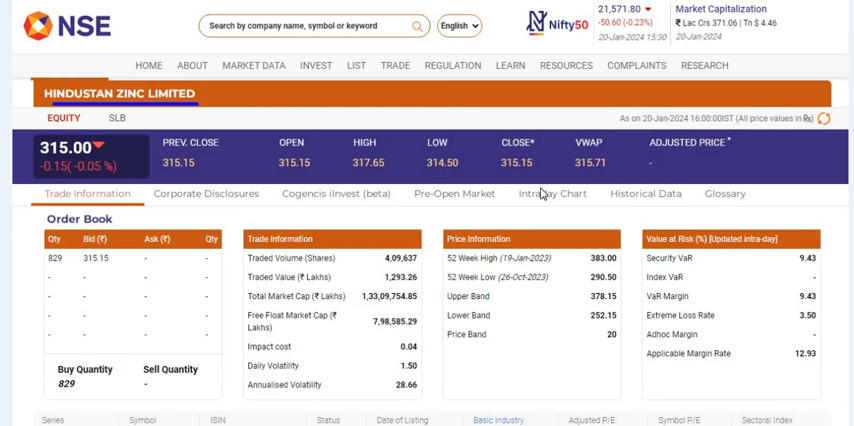 NSE
Search by company name, symbol or keyword
English
Nifty50
21,571.80
-50.60 (-0.23%)
20-Jan-2024 15:30
Market Capitalization
₹ Lac Crs 371.06 | Tn $ 4.46
20-Jan-2024
HOME ABOUT MARKET DATA INVEST LIST TRADE REGULATION LEARN RESOURCES COMPLAINTS RESEARCH
HINDUSTAN ZINC LIMITED
EQUITY SLB
As on 20-Jan-2024 16:00:00IST (All price values in ₨)
315.00
-0.15( -0.05 %)
PREV. CLOSE OPEN HIGH LOW CLOSE* VWAP ADJUSTED PRICE*
315.15 315.15 317.65 314.50 315.15 315.71 -
Trade Information Corporate Disclosures Cogencis iInvest (beta) Pre-Open Market Intraday Chart Historical Data Glossary
Order Book
Qty Bid (₹) Ask (₹) Qty
829 315.15 - -
- - - -
- - - -
- - - -
- - - -
Buy Quantity Sell Quantity
829 -
Trade Information
Traded Volume (Shares) 4,09,637
Traded Value (₹ Lakhs) 1,293.26
Total Market Cap (₹ Lakhs) 1,33,09,754.85
Free Float Market Cap (₹
Lakhs) 7,98,585.29
Impact cost 0.04
Daily Volatility 1.50
Annualised Volatility 28.66
Price Information
52 Week High (19-Jan-2023) 383.00
52 Week Low (26-Oct-2023) 290.50
Upper Band 378.15
Lower Band 252.15
Price Band 20
Value at Risk (%) [Updated intra-day]
Security VaR 9.43
Index VaR -
VaR Margin 9.43
Extreme Loss Rate 3.50
Adhoc Margin -
Applicable Margin Rate 12.93
Series Symbol ISIN Status Date of Listing Basic Industry Adjusted P/E Symbol P/E Sectoral Index